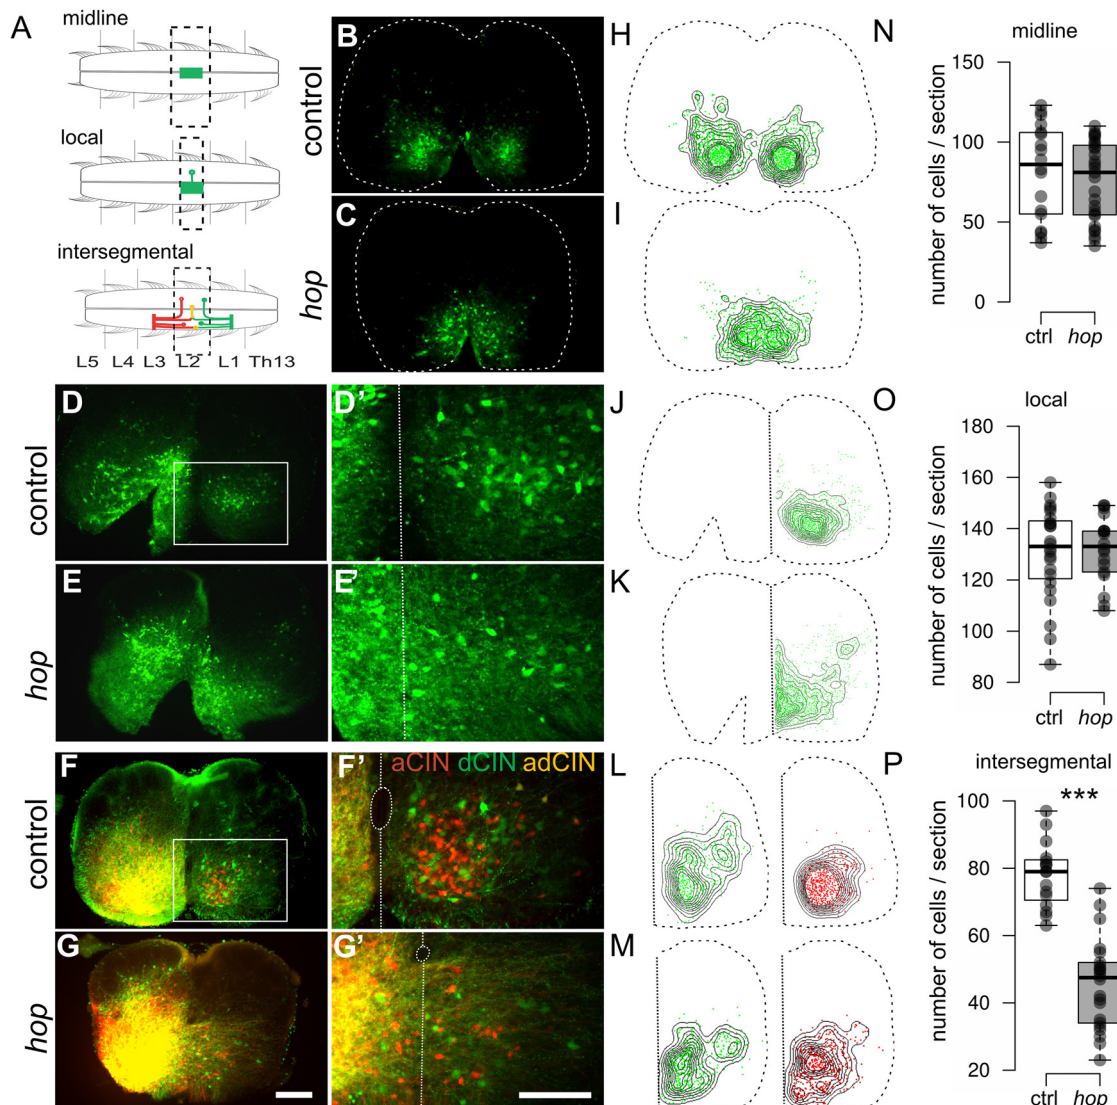 A
midline
local
intersegmental
L5 L4 L3 L2 L1 Th13
control
hop
B
C
H
I
N
midline
number of cells / section
150
100
50
0
ctrl hop
control
hop
D
D'
E
E'
J
K
O
local
number of cells / section
180
160
140
120
100
80
ctrl hop
control
hop
F
F'
aCIN dCIN adCIN
G
G'
L
M
P
intersegmental
***
number of cells / section
100
80
60
40
20
ctrl hop